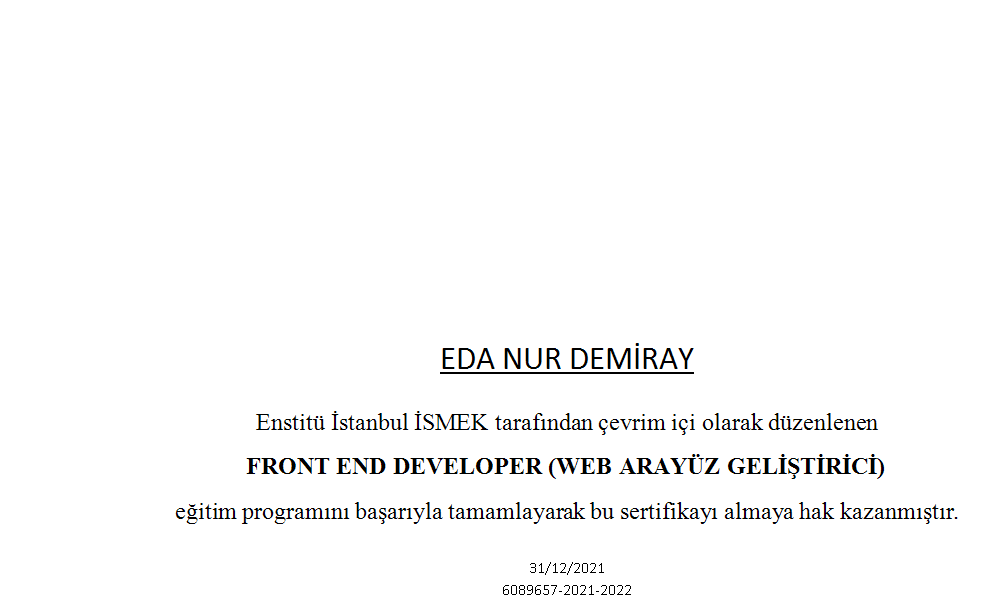 EDA NUR DEMİRAY
Enstitü İstanbul İSMEK tarafından çevrim içi olarak düzenlenen
FRONT END DEVELOPER (WEB ARAYÜZ GELİŞTİRİCİ)
eğitim programını başarıyla tamamlayarak bu sertifikayı almaya hak kazanmıştır.
31/12/2021
6089657-2021-2022